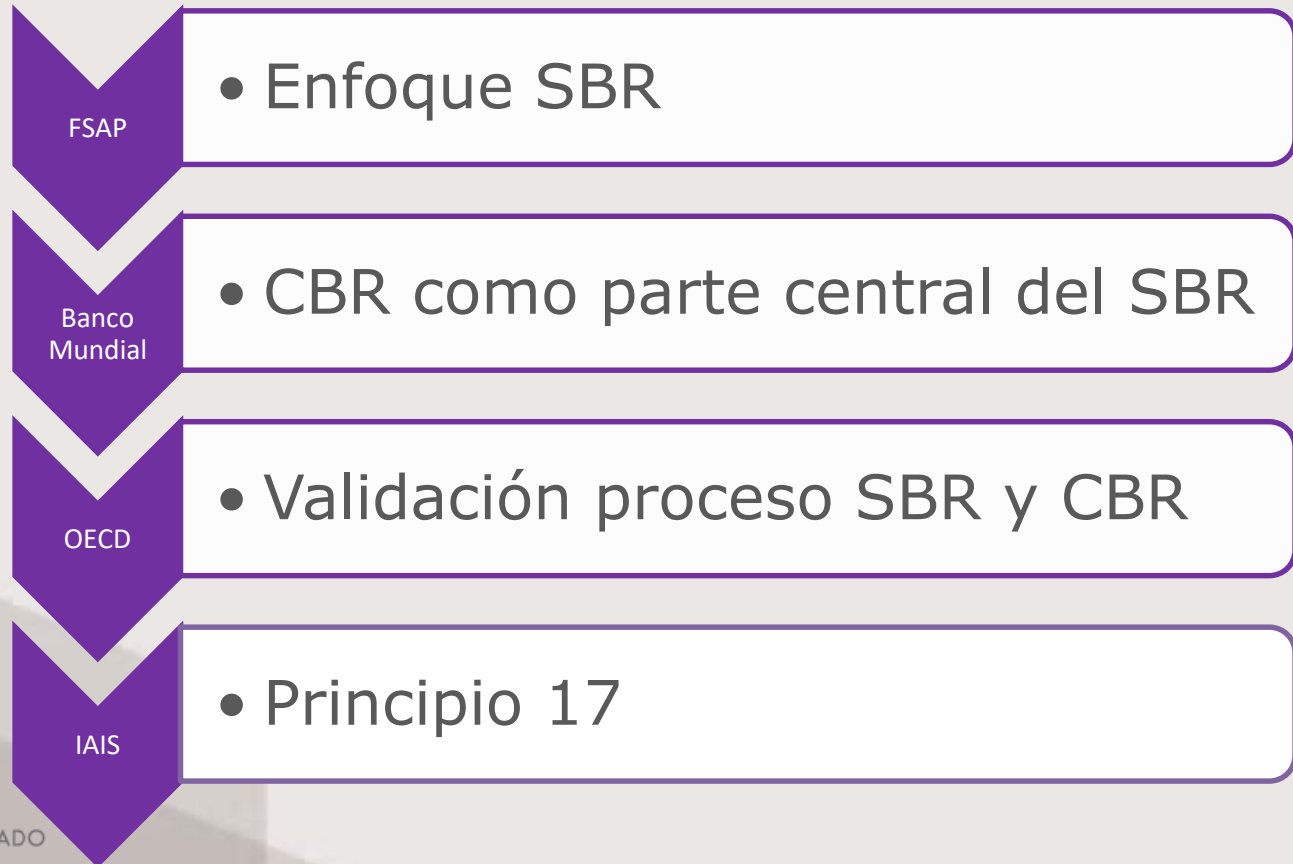 FSAP
• Enfoque SBR
Banco
Mundial
• CBR como parte central del SBR
OECD
• Validación proceso SBR y CBR
IAIS
• Principio 17
ADO